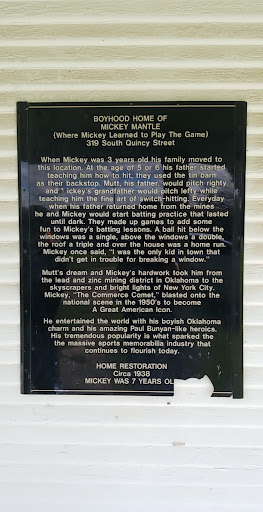 BOYHOOD HOME OF
MICKEY MANTLE
(Where Mickey Learned to Play The Game)
319 South Quincy Street
When Mickey was 3 years old his family moved to
this location. At the age of 5 or 6 his father started
teaching him how to hit, they used the tin barn
as their backstop. Mutt, his father, would pitch righty
and " ickey's grandfather would pitch lefty while
teaching him the fine art of switch-hitting. Everyday
when his father returned home from the mines
he and Mickey would start batting practice that lasted
until dark. They made up games to add some
fun to Mickey's batting lessons. A ball hit below the
windows was a single, above the windows a double,
the roof a triple and over the house was a home run.
Mickey once said, "I was the only kid in town that
didn't get in trouble for breaking a window."
Mutt's dream and Mickey's hardwork took him from
the lead and zinc mining district in Oklahoma to the
skyscrapers and bright lights of New York City.
Mickey, "The Commerce Comet," blasted onto the
national scene in the 1950's to become
A Great American Icon.
He entertained the world with his boyish Oklahoma
charm and his amazing Paul Bunyan-like heroics.
His tremendous popularity is what sparked the
the massive sports memorabilia industry that
continues to flourish today.
HOME RESTORATION
Circa 1938
MICKEY WAS 7 YEARS OL